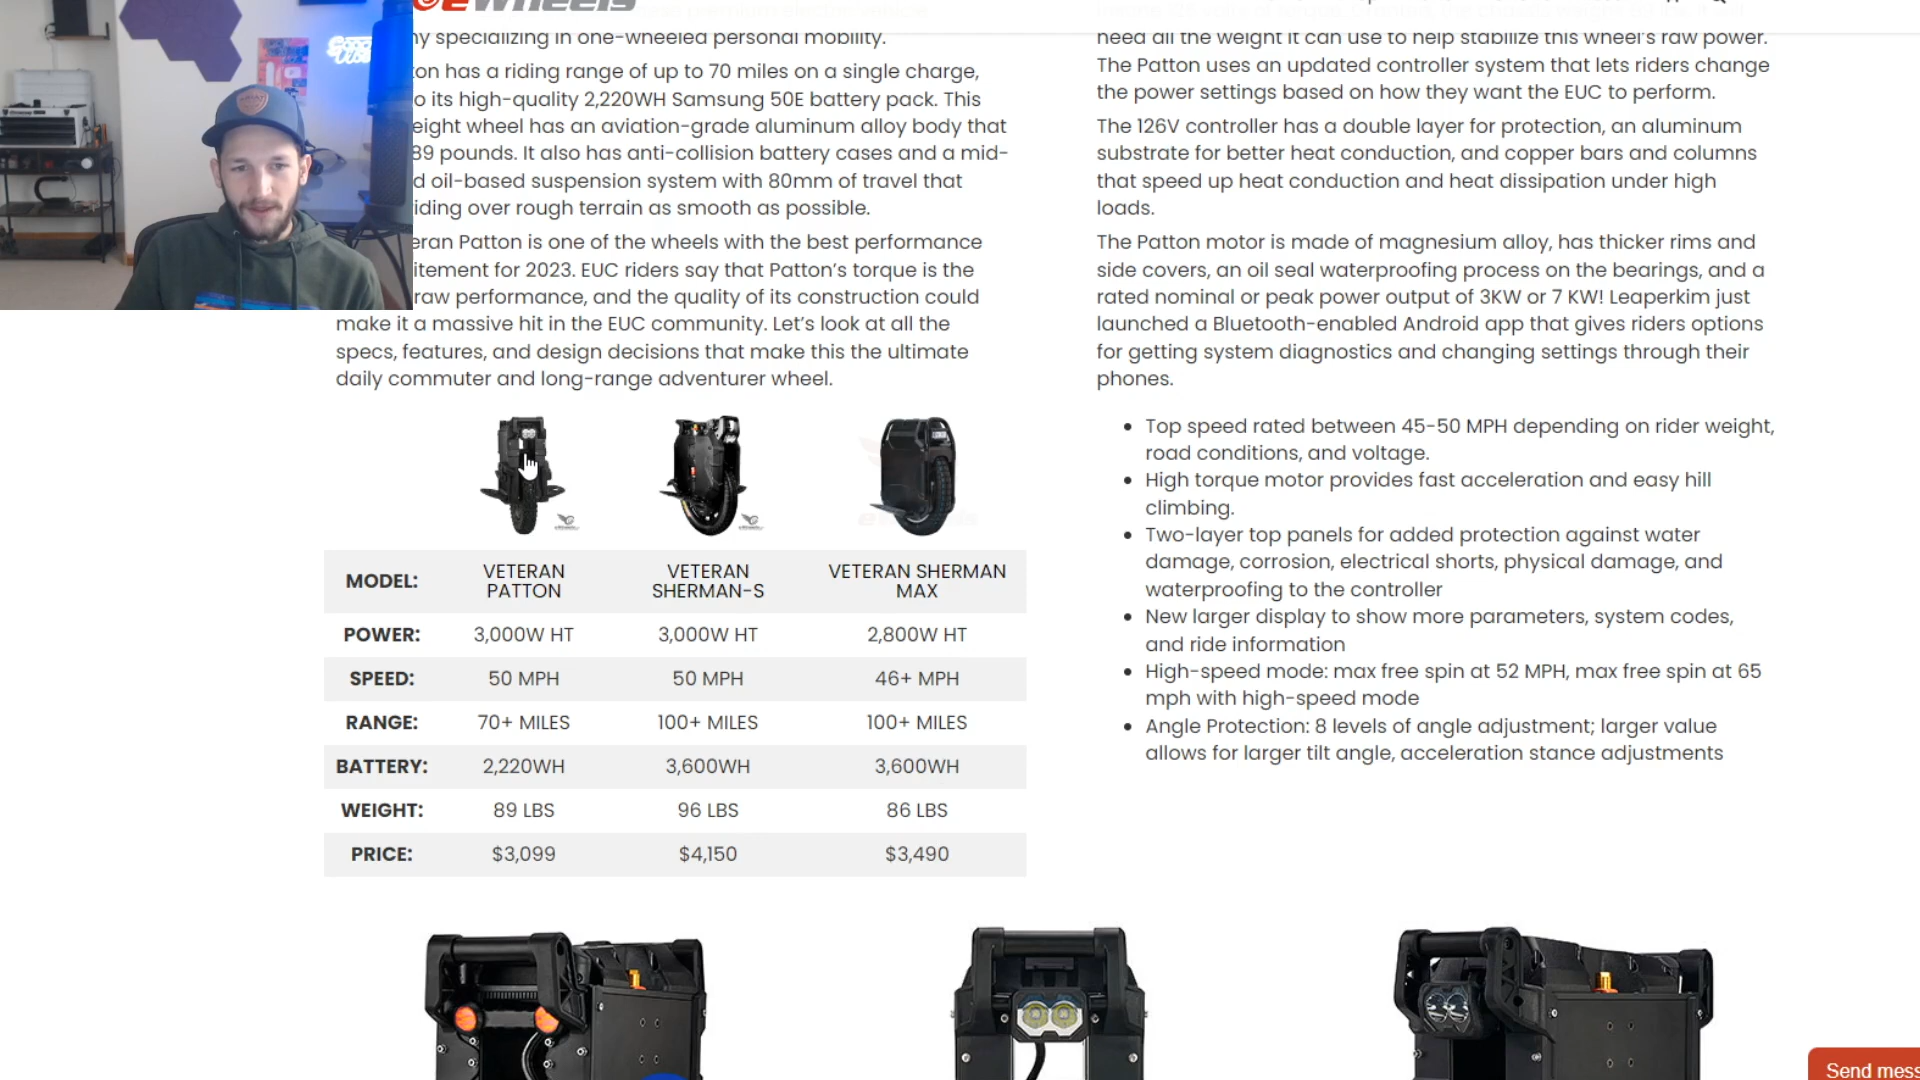 ewheels
ny specializing in one-wheeled personal mobility.
ton has a riding range of up to 70 miles on a single charge,
o its high-quality 2,220WH Samsung 50E battery pack. This
eight wheel has an aviation-grade aluminum alloy body that
89 pounds. It also has anti-collision battery cases and a mid-
d oil-based suspension system with 80mm of travel that
iding over rough terrain as smooth as possible.
eran Patton is one of the wheels with the best performance
itement for 2023. EUC riders say that Patton's torque is the
raw performance, and the quality of its construction could
make it a massive hit in the EUC community. Let's look at all the
specs, features, and design decisions that make this the ultimate
daily commuter and long-range adventurer wheel.
MODEL: VETERAN PATTON VETERAN SHERMAN-S VETERAN SHERMAN MAX
POWER: 3,000W HT 3,000W HT 2,800W HT
SPEED: 50 MPH 50 MPH 46+ MPH
RANGE: 70+ MILES 100+ MILES 100+ MILES
BATTERY: 2,220WH 3,600WH 3,600WH
WEIGHT: 89 LBS 96 LBS 86 LBS
PRICE: $3,099 $4,150 $3,490
need all the weight it can use to help stabilize this wheel's raw power.
The Patton uses an updated controller system that lets riders change
the power settings based on how they want the EUC to perform.
The 126V controller has a double layer for protection, an aluminum
substrate for better heat conduction, and copper bars and columns
that speed up heat conduction and heat dissipation under high
loads.
The Patton motor is made of magnesium alloy, has thicker rims and
side covers, an oil seal waterproofing process on the bearings, and a
rated nominal or peak power output of 3KW or 7 KW! Leaperkim just
launched a Bluetooth-enabled Android app that gives riders options
for getting system diagnostics and changing settings through their
phones.
• Top speed rated between 45-50 MPH depending on rider weight,
road conditions, and voltage.
• High torque motor provides fast acceleration and easy hill
climbing.
• Two-layer top panels for added protection against water
damage, corrosion, electrical shorts, physical damage, and
waterproofing to the controller
• New larger display to show more parameters, system codes,
and ride information
• High-speed mode: max free spin at 52 MPH, max free spin at 65
mph with high-speed mode
• Angle Protection: 8 levels of angle adjustment; larger value
allows for larger tilt angle, acceleration stance adjustments
Send mess